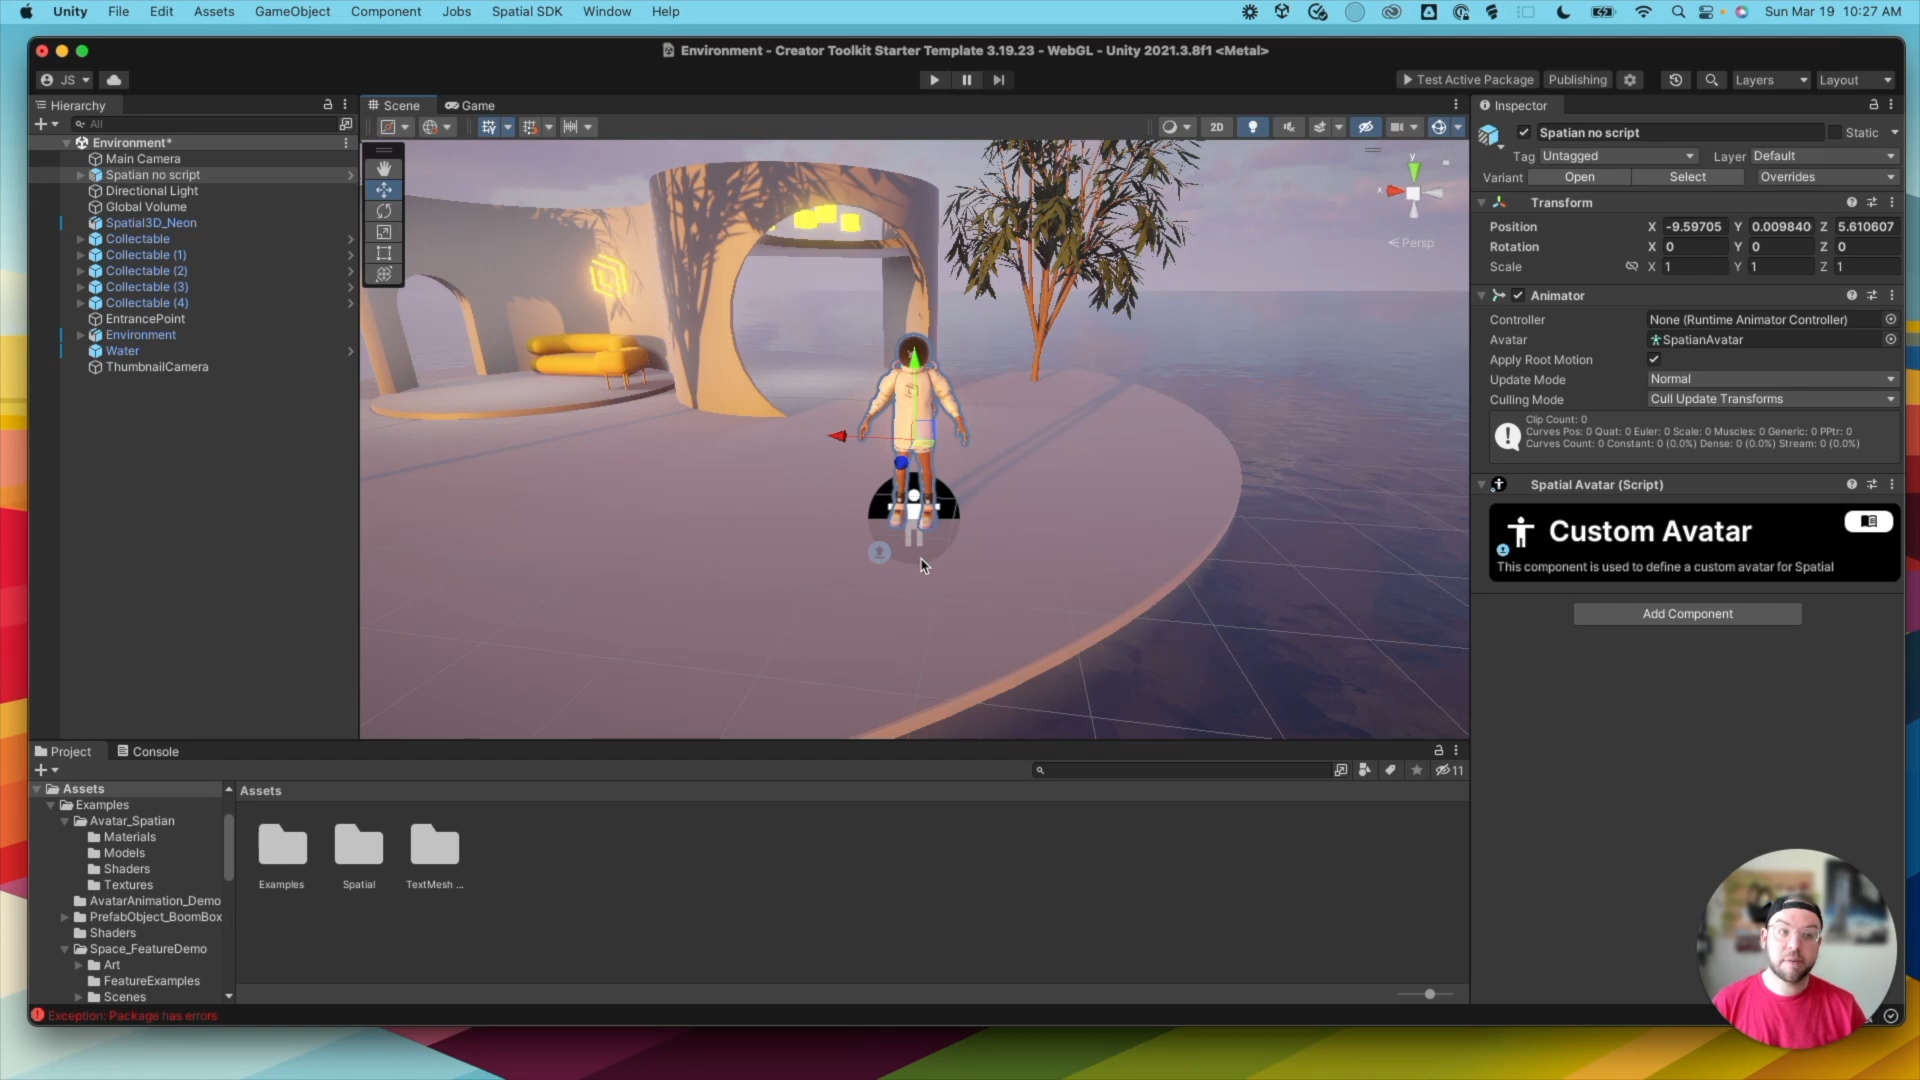 Unity File Edit Assets GameObject Component Jobs Spatial SDK Window Help Sun Mar 19 10:27 AM
Environment - Creator Toolkit Starter Template 3.19.23 - WebGL - Unity 2021.3.8f1 <Metal>
JS Test Active Package Publishing Layers Layout
Hierarchy
All
Environment*
Main Camera
Spatian no script
Directional Light
Global Volume
Spatial3D_Neon
Collectable
Collectable (1)
Collectable (2)
Collectable (3)
Collectable (4)
EntrancePoint
Environment
Water
ThumbnailCamera
Scene Game
2D
y
x
Persp
Inspector
Spatian no script Static
Tag Untagged Layer Default
Variant Open Select Overrides
Transform
Position X -9.59705 Y 0.009840 Z 5.610607
Rotation X 0 Y 0 Z 0
Scale X 1 Y 1 Z 1
Animator
Controller None (Runtime Animator Controller)
Avatar SpatianAvatar
Apply Root Motion
Update Mode Normal
Culling Mode Cull Update Transforms
Clip Count: 0
Curves Pos: 0 Quat: 0 Euler: 0 Scale: 0 Muscles: 0 Generic: 0 PPtr: 0
Curves Count: 0 Constant: 0 (0.0%) Dense: 0 (0.0%) Stream: 0 (0.0%)
Spatial Avatar (Script)
Custom Avatar
This component is used to define a custom avatar for Spatial
Add Component
Project Console
11
Assets
Examples
Avatar_Spatian
Materials
Models
Shaders
Textures
AvatarAnimation_Demo
PrefabObject_BoomBox
Shaders
Space_FeatureDemo
Art
FeatureExamples
Scenes
Assets
Examples Spatial TextMesh ...
Exception: Package has errors